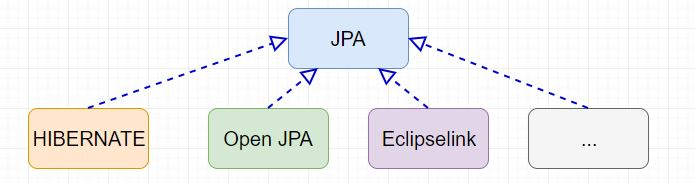 JPA
HIBERNATE
Open JPA
Eclipselink
...